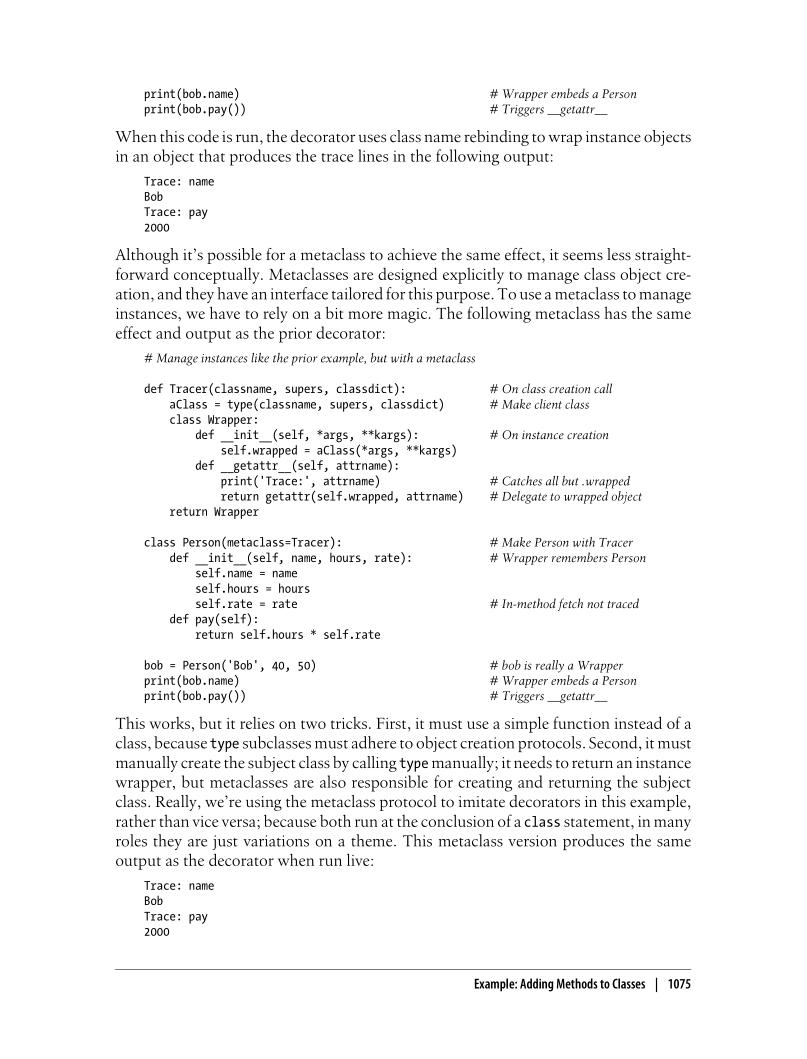 print(bob.name) # Wrapper embeds a Person
print(bob.pay()) # Triggers __getattr__
When this code is run, the decorator uses class name rebinding to wrap instance objects
in an object that produces the trace lines in the following output:
Trace: name
Bob
Trace: pay
2000
Although it’s possible for a metaclass to achieve the same effect, it seems less straight-
forward conceptually. Metaclasses are designed explicitly to manage class object cre-
ation, and they have an interface tailored for this purpose. To use a metaclass to manage
instances, we have to rely on a bit more magic. The following metaclass has the same
effect and output as the prior decorator:
# Manage instances like the prior example, but with a metaclass
def Tracer(classname, supers, classdict): # On class creation call
    aClass = type(classname, supers, classdict) # Make client class
    class Wrapper:
        def __init__(self, *args, **kargs): # On instance creation
            self.wrapped = aClass(*args, **kargs)
        def __getattr__(self, attrname):
            print('Trace:', attrname) # Catches all but .wrapped
            return getattr(self.wrapped, attrname) # Delegate to wrapped object
    return Wrapper
class Person(metaclass=Tracer): # Make Person with Tracer
    def __init__(self, name, hours, rate): # Wrapper remembers Person
        self.name = name
        self.hours = hours
        self.rate = rate # In-method fetch not traced
    def pay(self):
        return self.hours * self.rate
bob = Person('Bob', 40, 50) # bob is really a Wrapper
print(bob.name) # Wrapper embeds a Person
print(bob.pay()) # Triggers __getattr__
This works, but it relies on two tricks. First, it must use a simple function instead of a
class, because type subclasses must adhere to object creation protocols. Second, it must
manually create the subject class by calling type manually; it needs to return an instance
wrapper, but metaclasses are also responsible for creating and returning the subject
class. Really, we’re using the metaclass protocol to imitate decorators in this example,
rather than vice versa; because both run at the conclusion of a class statement, in many
roles they are just variations on a theme. This metaclass version produces the same
output as the decorator when run live:
Trace: name
Bob
Trace: pay
2000
Example: Adding Methods to Classes | 1075